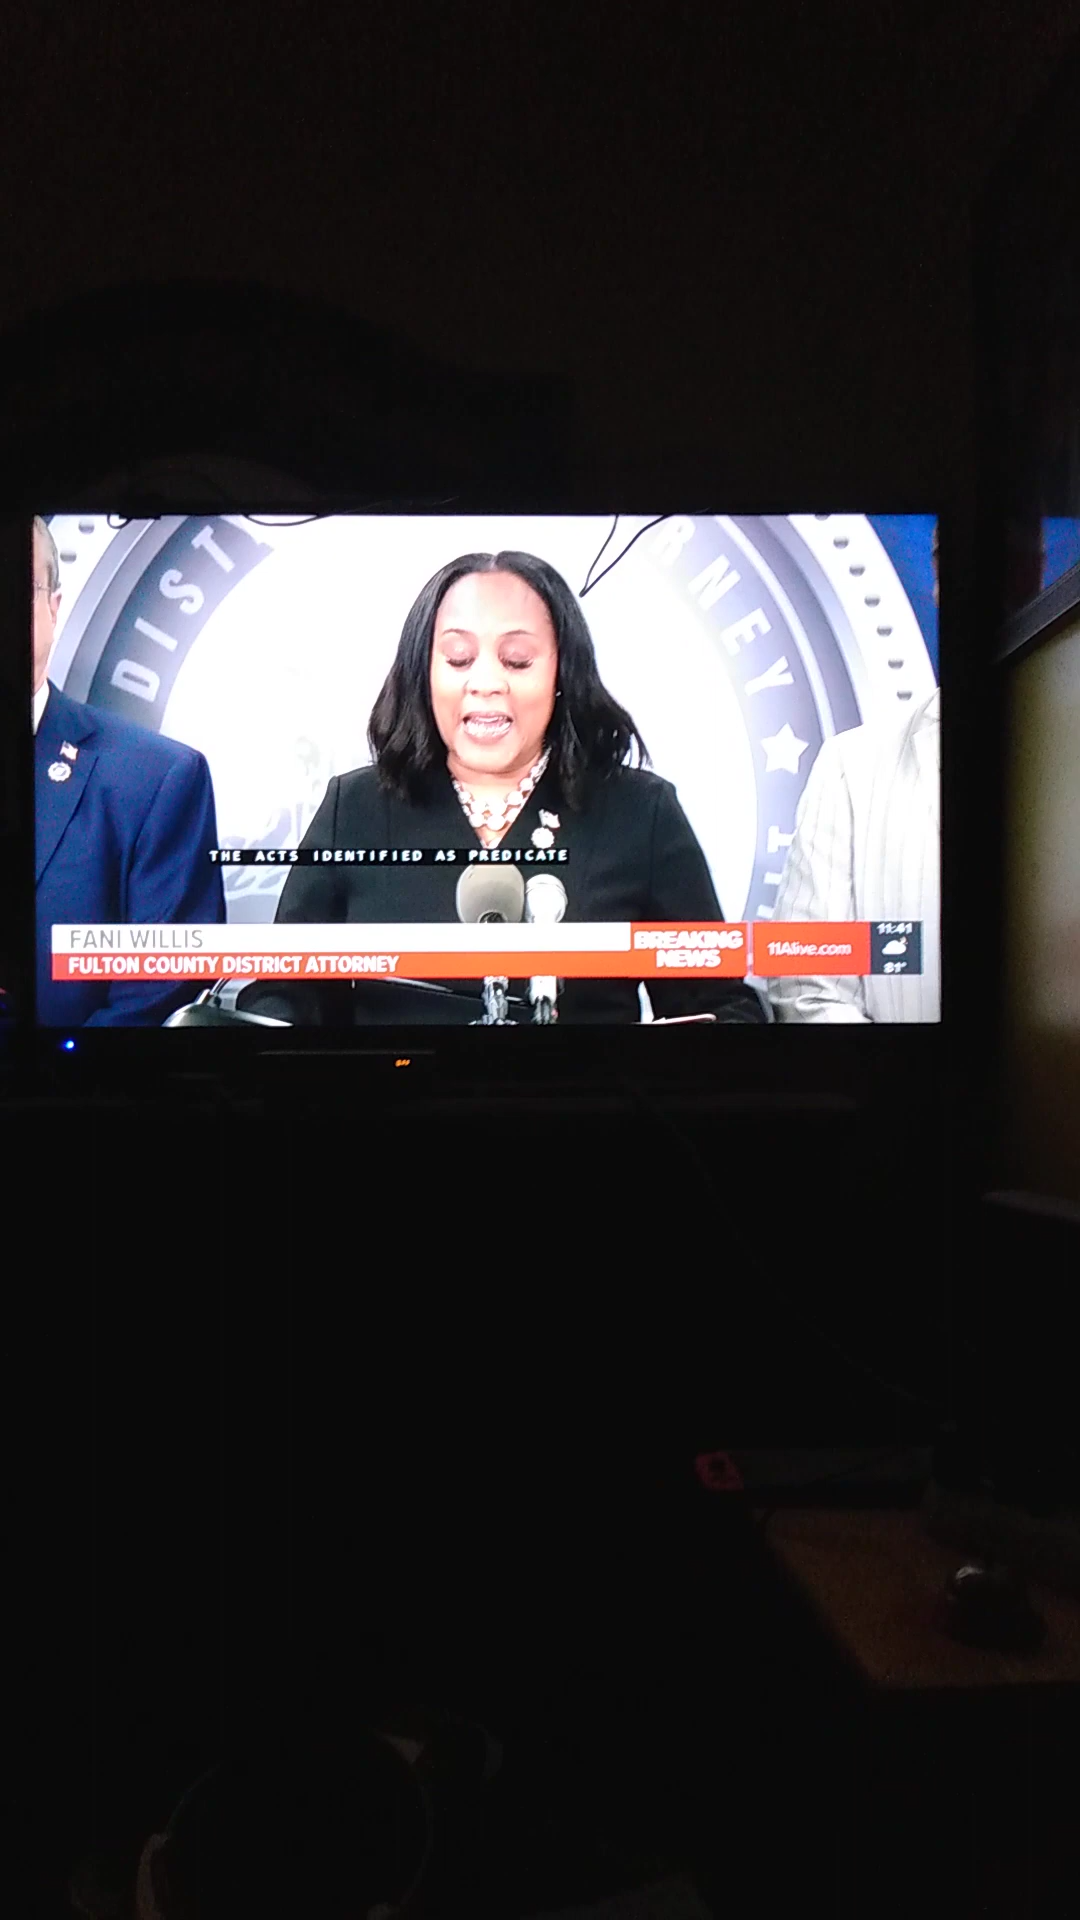 DISTR
RNEY
THE ACTS IDENTIFIED AS PREDICATE
FANI WILLIS
FULTON COUNTY DISTRICT ATTORNEY
BREAKING
NEWS
11Alive.com
11:41
81°